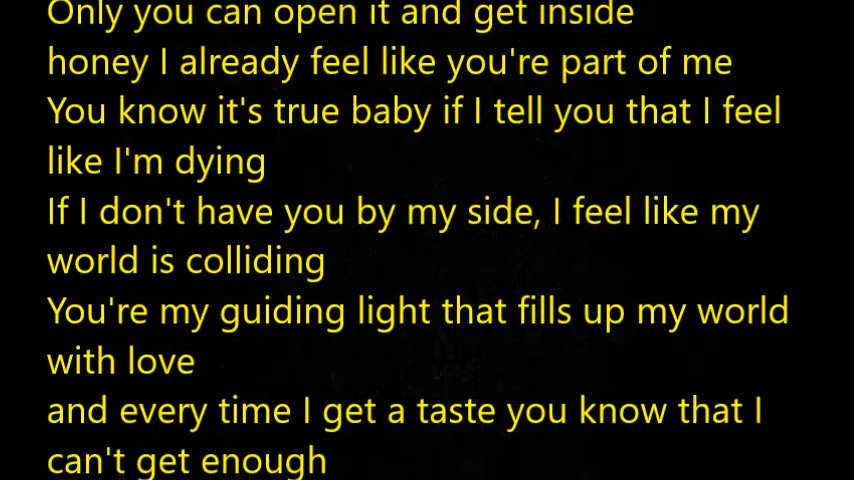 Only you can open it and get inside
honey I already feel like you're part of me
You know it's true baby if I tell you that I feel
like I'm dying
If I don't have you by my side, I feel like my
world is colliding
You're my guiding light that fills up my world
with love
and every time I get a taste you know that I
can't get enough